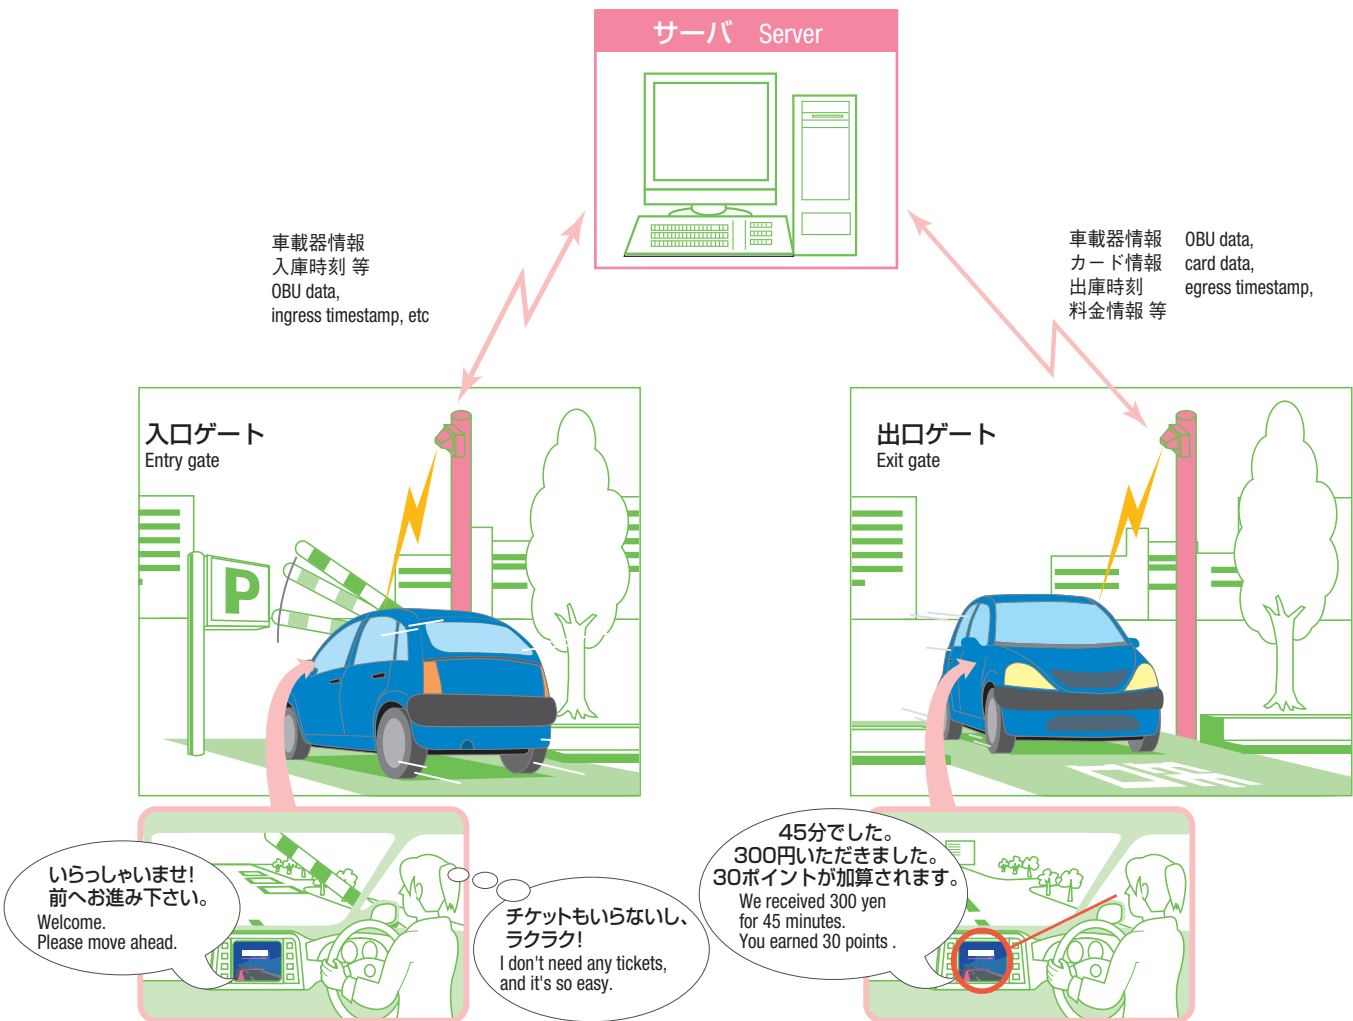 サーバ Server
車載器情報
入庫時刻 等
OBU data,
ingress timestamp, etc
車載器情報 OBU data,
カード情報 card data,
出庫時刻 egress timestamp,
料金情報 等
入口ゲート
Entry gate
P
出口ゲート
Exit gate
いらっしゃいませ！
前へお進み下さい。
Welcome.
Please move ahead.
チケットもいらないし、
ラクラク！
I don't need any tickets,
and it's so easy.
45分でした。
300円いただきました。
30ポイントが加算されます。
We received 300 yen
for 45 minutes.
You earned 30 points .